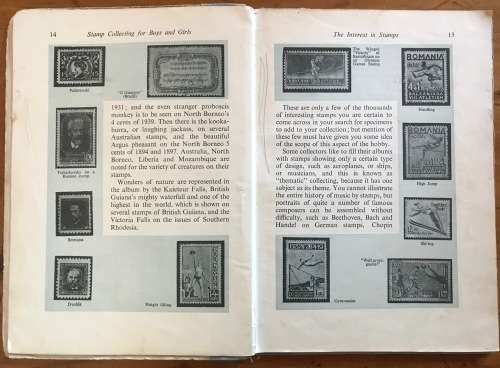 14
Stamp Collecting for Boys and Girls
Paderewski
"Il Guarany"
(Brazil)
1931; and the even stranger proboscis
monkey is to be seen on North Borneo's
4 cents of 1939. Then there is the kooka-
burra, or laughing jackass, on several
Australian stamps, and the beautiful
Argus pheasant on the North Borneo 5
cents of 1894 and 1897. Australia, North
Borneo, Liberia and Mozambique are
noted for the variety of creatures on their
stamps.
Wonders of nature are represented in
the album by the Kaieteur Falls, British
Guiana's mighty waterfall and one of the
highest in the world, which is shown on
several stamps of British Guiana, and the
Victoria Falls on the issues of Southern
Rhodesia.
Tschaikovsky on a
Russian stamp
Smetana
Dvořák
Weight lifting
The Interest in Stamps
15
The Winged
"Victory" of
Samothrace on
an Olympic
Games Stamp
ROMANIA
Hurdling
These are only a few of the thousands
of interesting stamps you are certain to
come across in your search for specimens
to add to your collection; but mention of
these few must have given you some idea
of the scope of this aspect of the hobby.
Some collectors like to fill their albums
with stamps showing only a certain type
of design, such as aeroplanes, or ships,
or musicians, and this is known as
"thematic" collecting, because it has one
subject as its theme. You cannot illustrate
the entire history of music by stamps, but
portraits of quite a number of famous
composers can be assembled without
difficulty, such as Beethoven, Bach and
Handel on German stamps, Chopin
ROMANIA
High Jump
"Well played,
goalie!"